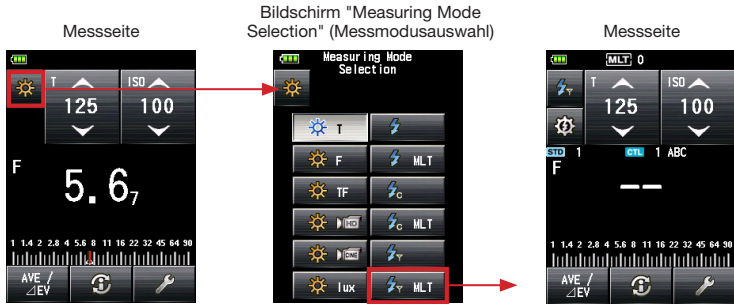 Messseite
Bildschirm "Measuring Mode
Selection" (Messmodusauswahl)
Messseite
T
ISO
125
100
F
5.6₇
1 1.4 2 2.8 4 5.6 8 11 16 22 32 45 64 90
AVE /
⊿EV
Measuring Mode
Selection
T
F
MLT
TF
C
HD
C MLT
CINE
Y
lux
Y MLT
MLT 0
Y
T
ISO
125
100
STD 1
CTL 1 ABC
F
--
1 1.4 2 2.8 4 5.6 8 11 16 22 32 45 64 90
AVE /
⊿EV